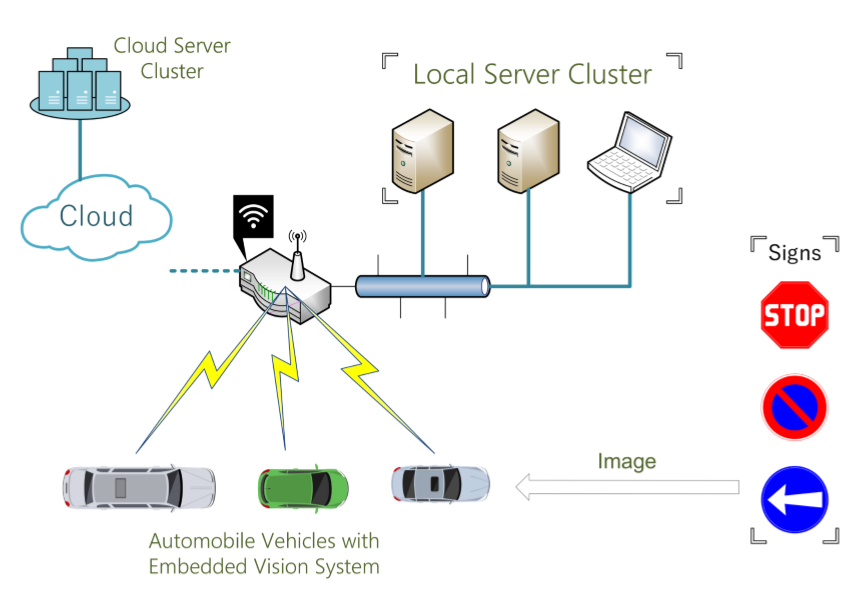 Cloud Server
Cluster
Local Server Cluster
Cloud
Signs
STOP
Image
Automobile Vehicles with
Embedded Vision System